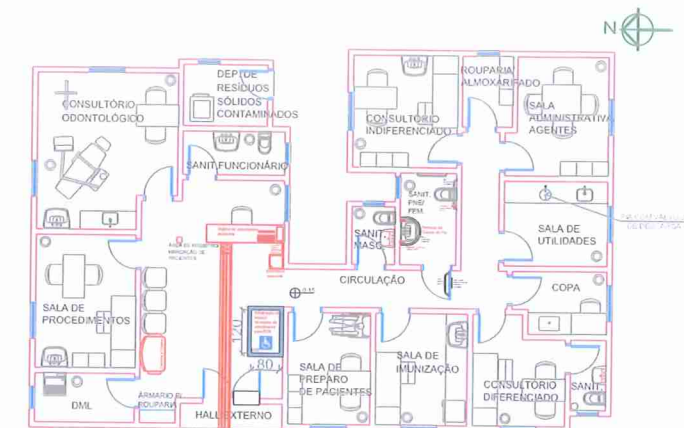 N
DEP. DE
RESÍDUOS
SÓLIDOS
CONTAMINADOS
CONSULTÓRIO
ODONTOLÓGICO
ROUPARIA/
ALMOXARIFADO
SALA
ADMINISTRATIVA
AGENTES
CONSULTÓRIO
INDIFERENCIADO
SANIT.FUNCIONÁRIO
SANIT.
PNE/
FEM.
SANIT.
MASC.
SALA DE
UTILIDADES
CIRCULAÇÃO
COPA
SALA DE
PROCEDIMENTOS
120
80
SALA DE
PREPARO
DE PACIENTES
SALA DE
IMUNIZAÇÃO
CONSULTÓRIO
DIFERENCIADO
SANIT.
DML
ARMARIO P/
ROUPARIA
HALL EXTERNO